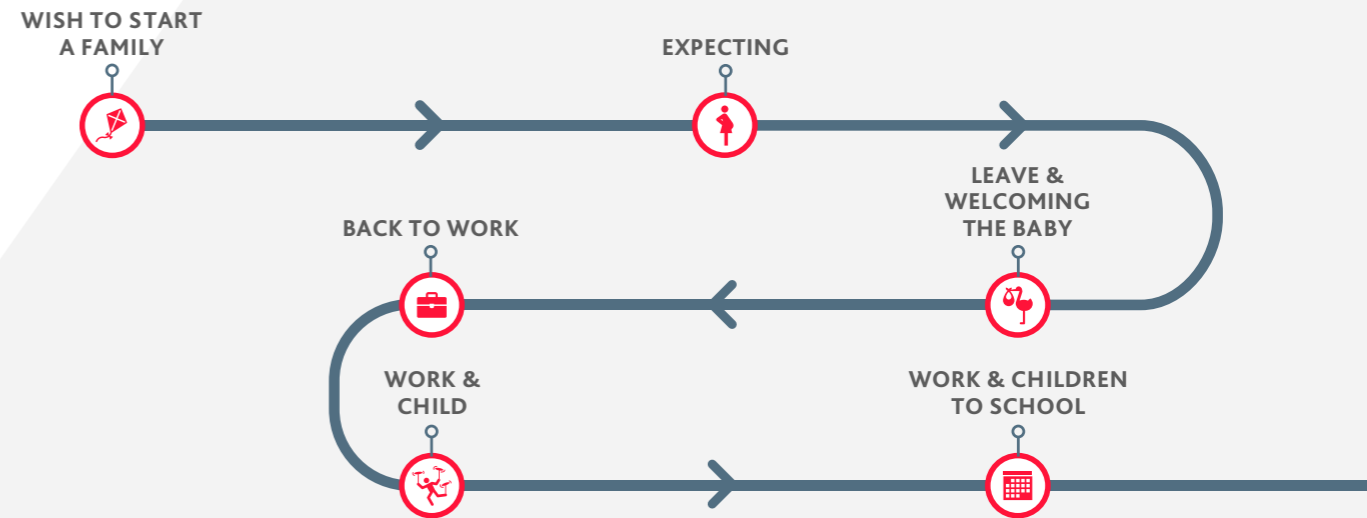 WISH TO START
A FAMILY
EXPECTING
LEAVE &
WELCOMING
THE BABY
BACK TO WORK
WORK &
CHILD
WORK & CHILDREN
TO SCHOOL